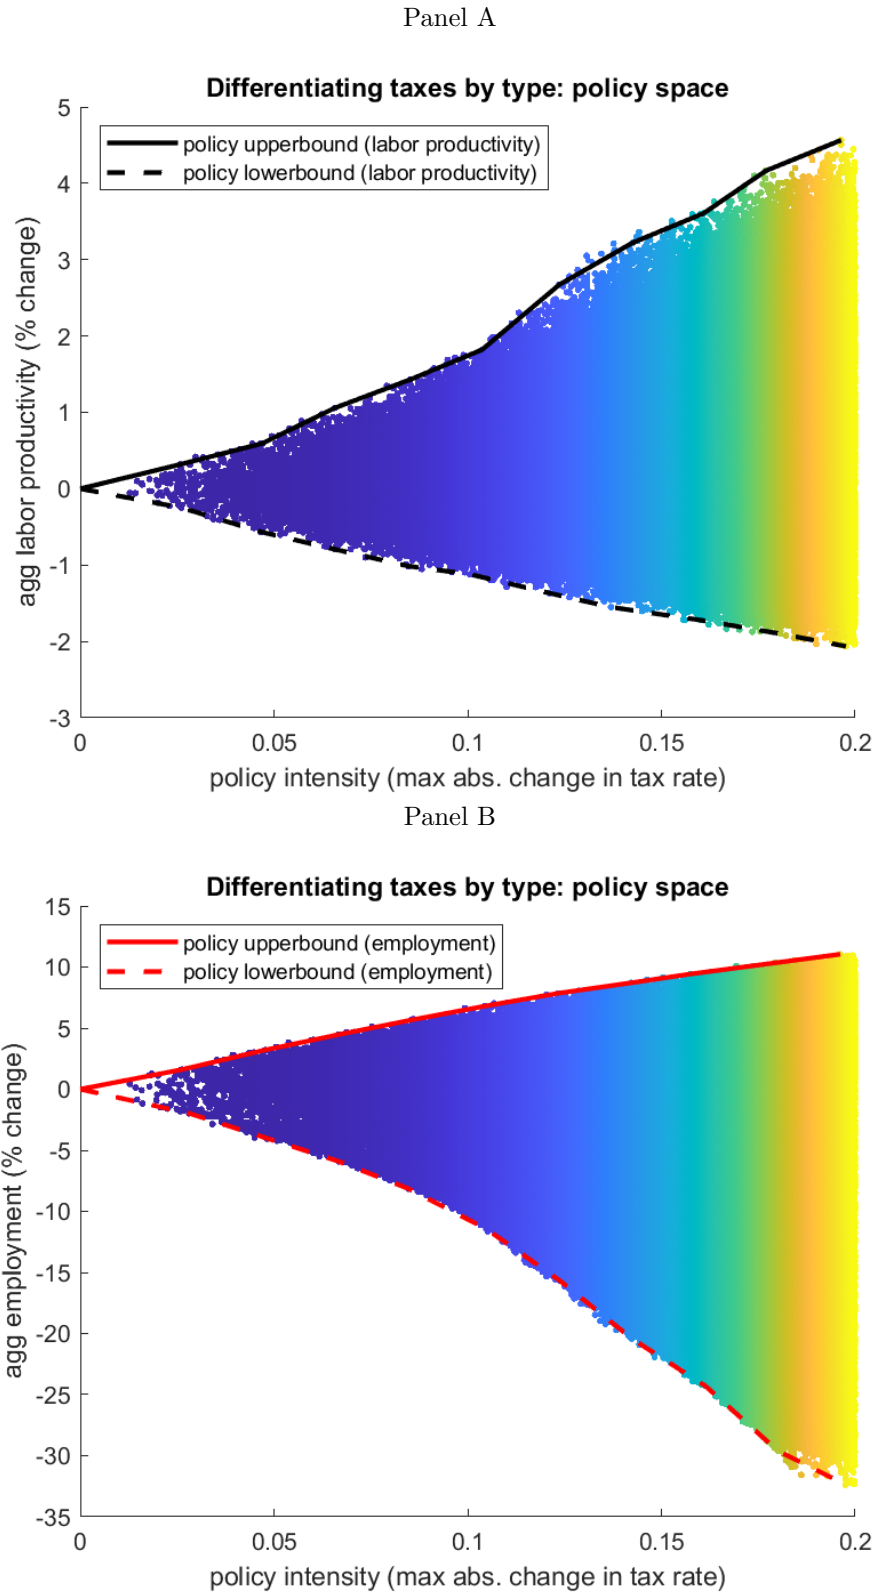 Panel A
Differentiating taxes by type: policy space
policy upperbound (labor productivity)
policy lowerbound (labor productivity)
agg labor productivity (% change)
5
4
3
2
1
0
-1
-2
-3
0 0.05 0.1 0.15 0.2
policy intensity (max abs. change in tax rate)
Panel B
Differentiating taxes by type: policy space
policy upperbound (employment)
policy lowerbound (employment)
agg employment (% change)
15
10
5
0
-5
-10
-15
-20
-25
-30
-35
0 0.05 0.1 0.15 0.2
policy intensity (max abs. change in tax rate)